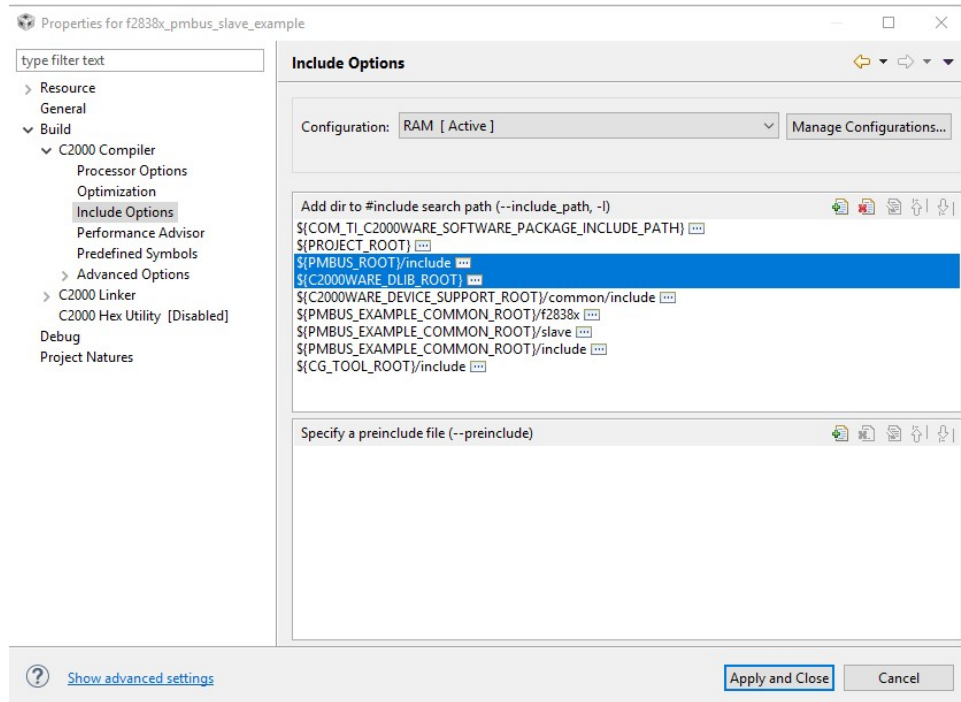 Properties for f2838x_pmbus_slave_example
type filter text
Resource
General
Build
C2000 Compiler
Processor Options
Optimization
Include Options
Performance Advisor
Predefined Symbols
Advanced Options
C2000 Linker
C2000 Hex Utility [Disabled]
Debug
Project Natures
Include Options
Configuration: RAM [ Active ]
Manage Configurations...
Add dir to #include search path (--include_path, -I)
${COM_TI_C2000WARE_SOFTWARE_PACKAGE_INCLUDE_PATH}
${PROJECT_ROOT}
${PMBUS_ROOT}/include
${C2000WARE_DLIB_ROOT}
${C2000WARE_DEVICE_SUPPORT_ROOT}/common/include
${PMBUS_EXAMPLE_COMMON_ROOT}/f2838x
${PMBUS_EXAMPLE_COMMON_ROOT}/slave
${PMBUS_EXAMPLE_COMMON_ROOT}/include
${CG_TOOL_ROOT}/include
Specify a preinclude file (--preinclude)
Show advanced settings
Apply and Close
Cancel